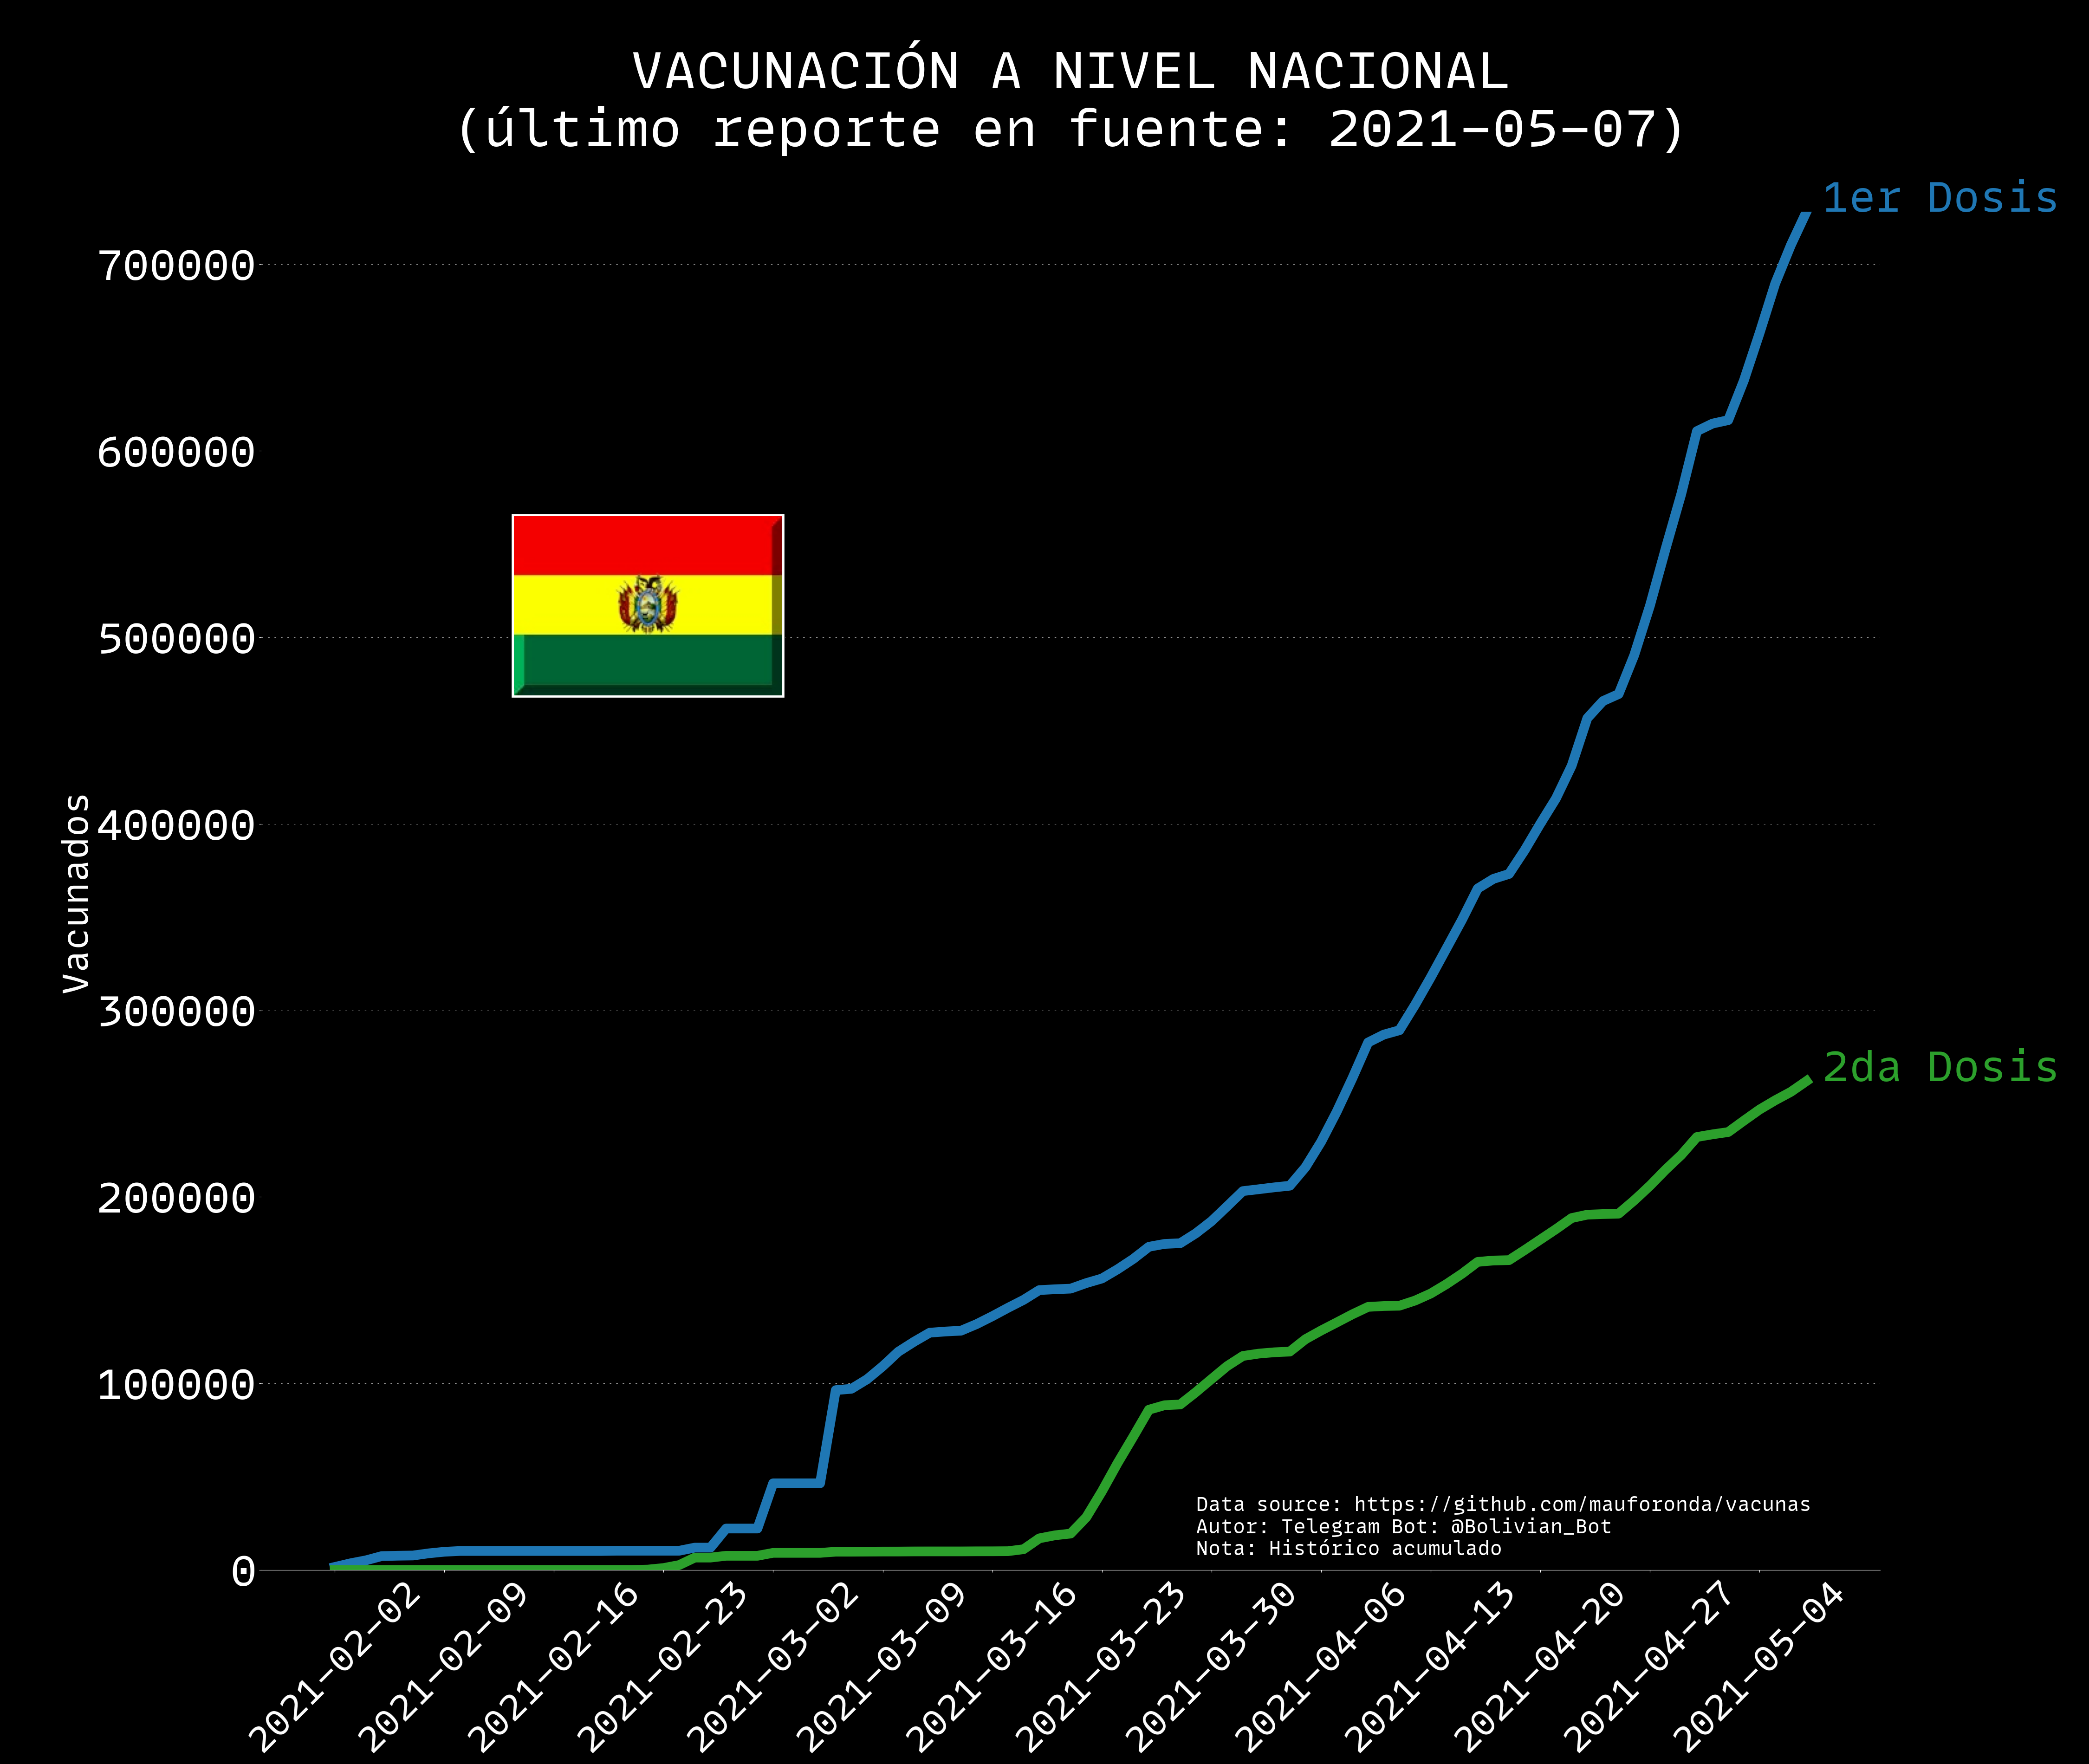 VACUNACIÓN A NIVEL NACIONAL
(último reporte en fuente: 2021-05-07)
1er Dosis
700000
600000
500000
400000
300000
200000
100000
0
Vacunados
2da Dosis
Data source: https://github.com/mauforonda/vacunas
Autor: Telegram Bot: @Bolivian_Bot
Nota: Histórico acumulado
2021-02-02
2021-02-09
2021-02-16
2021-02-23
2021-03-02
2021-03-09
2021-03-16
2021-03-23
2021-03-30
2021-04-06
2021-04-13
2021-04-20
2021-04-27
2021-05-04